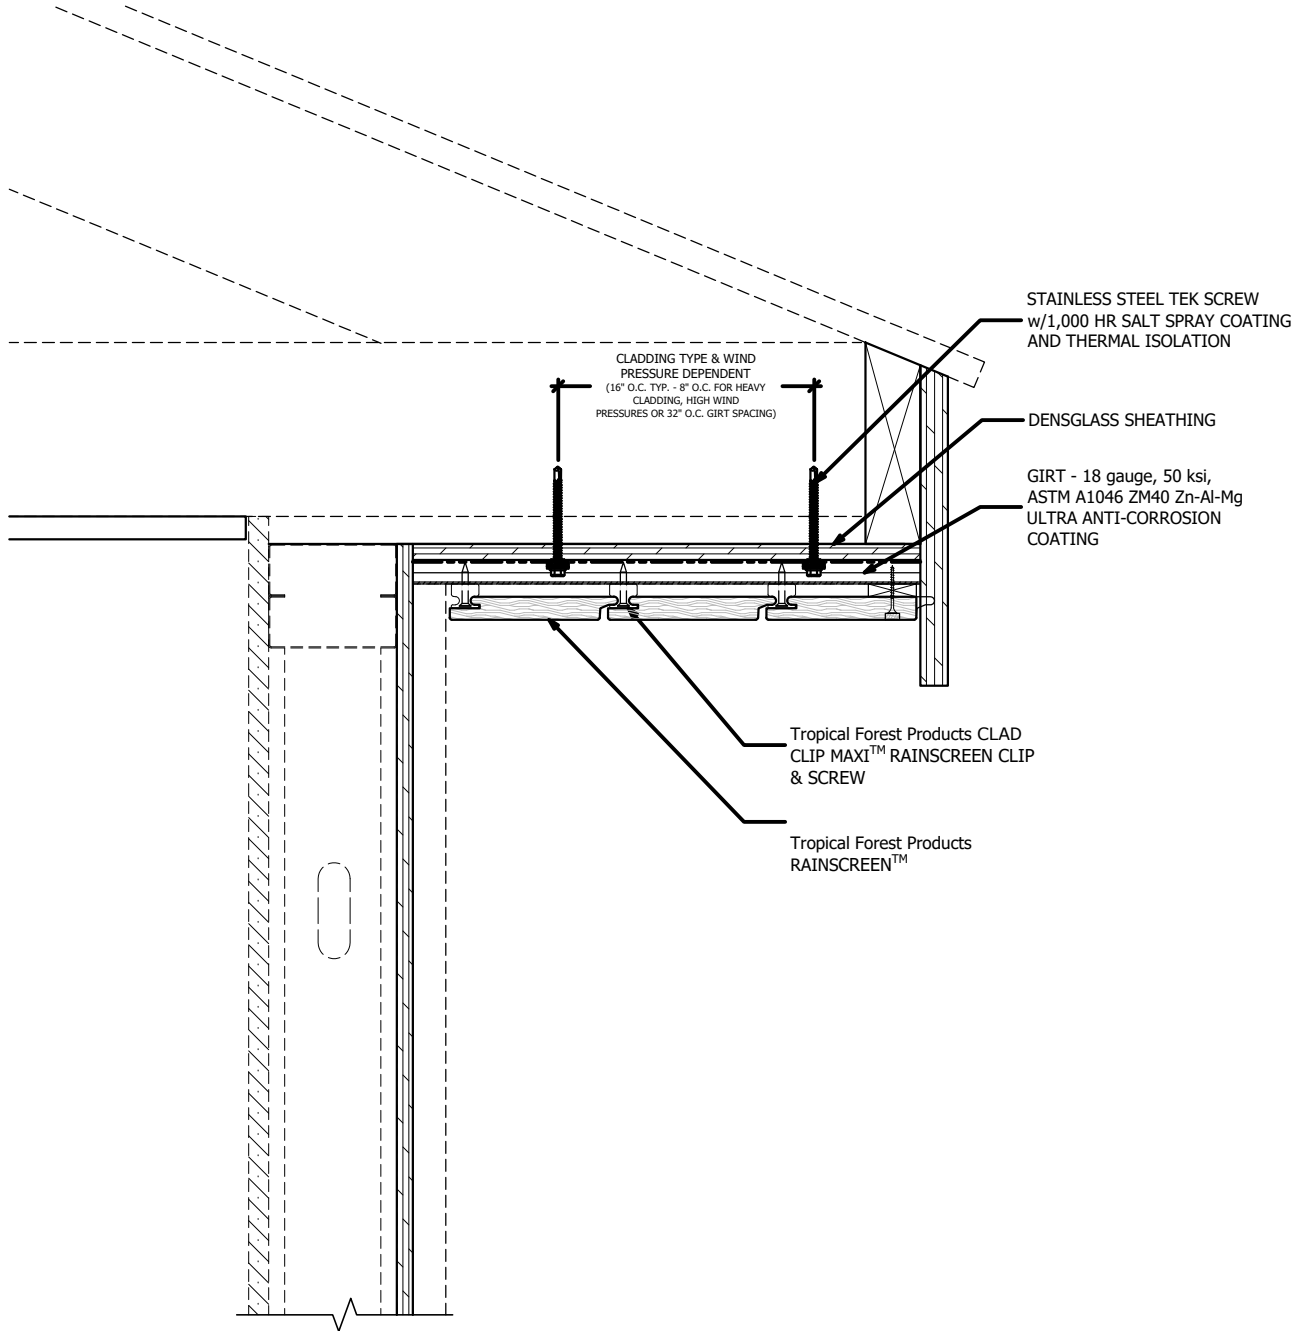 STAINLESS STEEL TEK SCREW
w/1,000 HR SALT SPRAY COATING
AND THERMAL ISOLATION
CLADDING TYPE & WIND
PRESSURE DEPENDENT
(16" O.C. TYP. - 8" O.C. FOR HEAVY
CLADDING, HIGH WIND
PRESSURES OR 32" O.C. GIRT SPACING)
DENSGLASS SHEATHING
GIRT - 18 gauge, 50 ksi,
ASTM A1046 ZM40 Zn-Al-Mg
ULTRA ANTI-CORROSION
COATING
Tropical Forest Products CLAD
CLIP MAXI™ RAINSCREEN CLIP
& SCREW
Tropical Forest Products
RAINSCREEN™